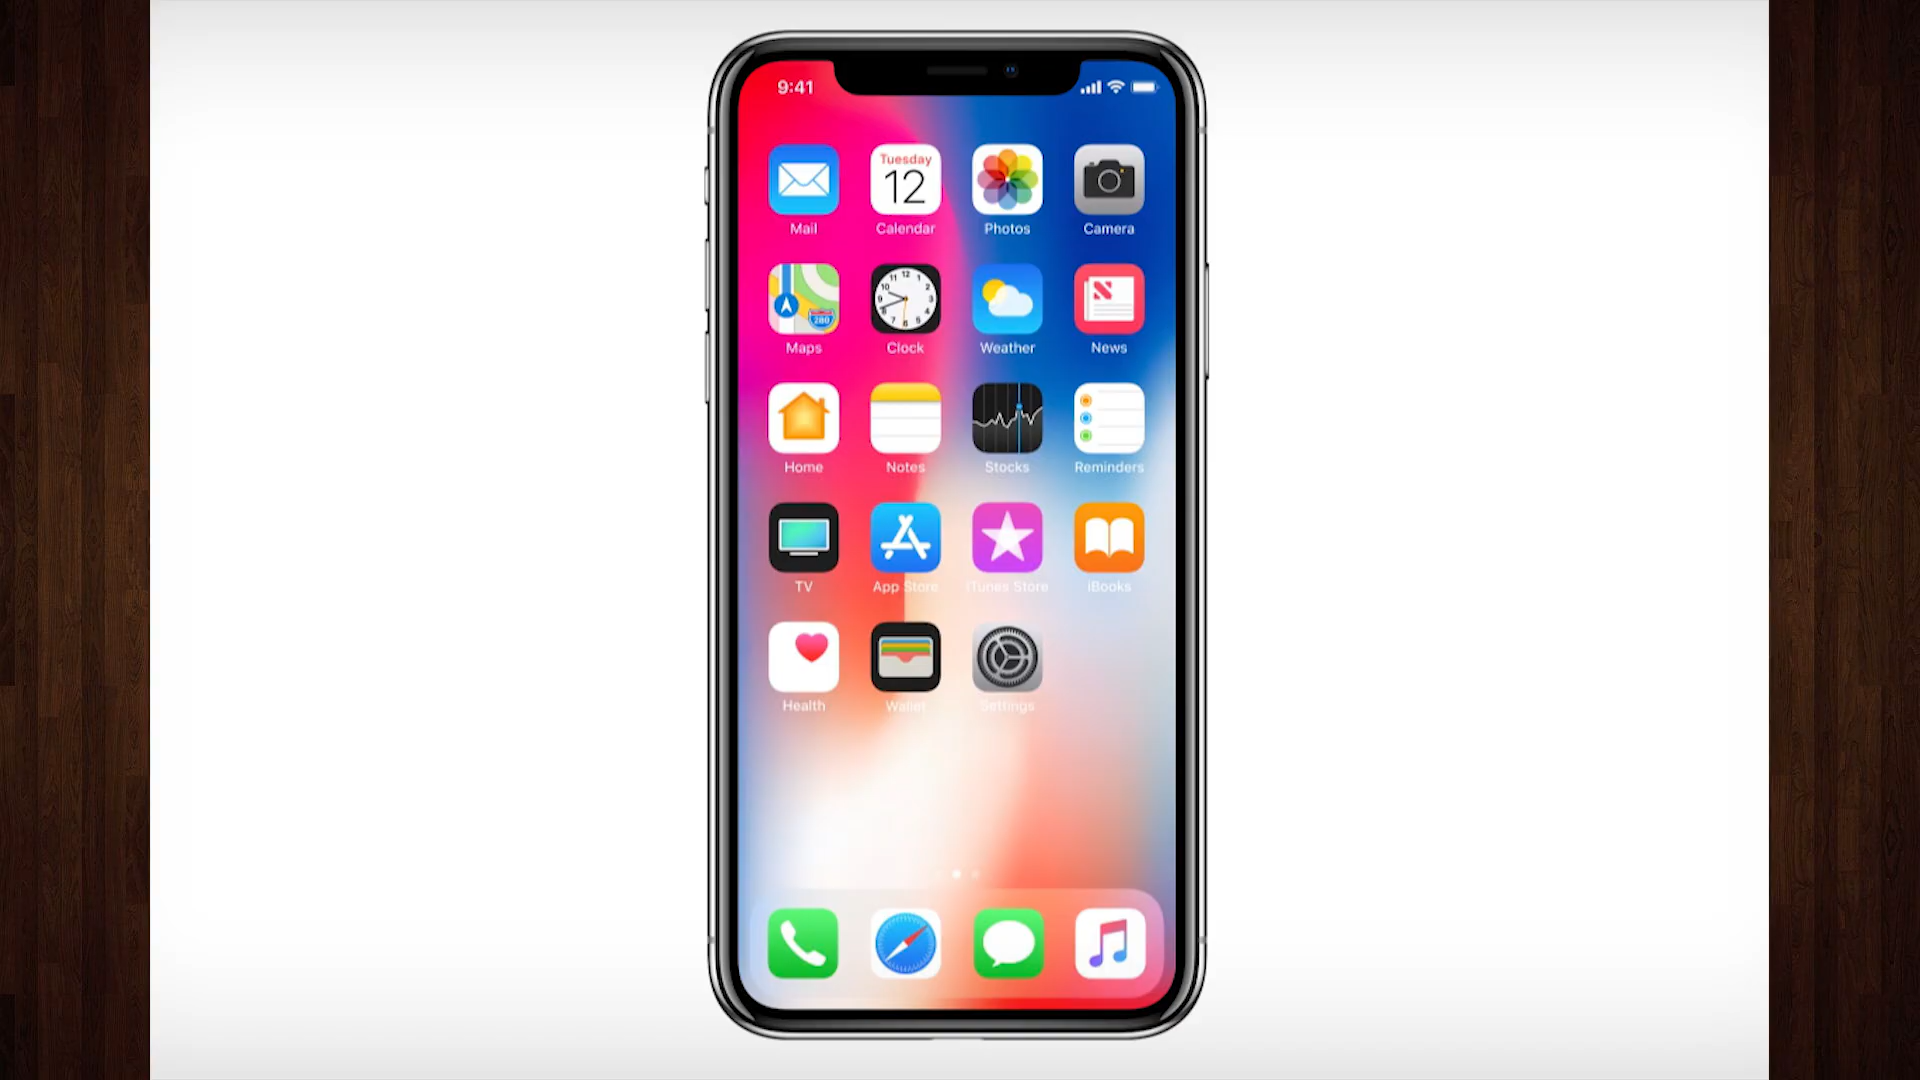 9:41
Tuesday
12
Mail
Calendar
Photos
Camera
280
Maps
Clock
Weather
News
Home
Notes
Stocks
Reminders
TV
App Store
iTunes Store
iBooks
Health
Wallet
Settings